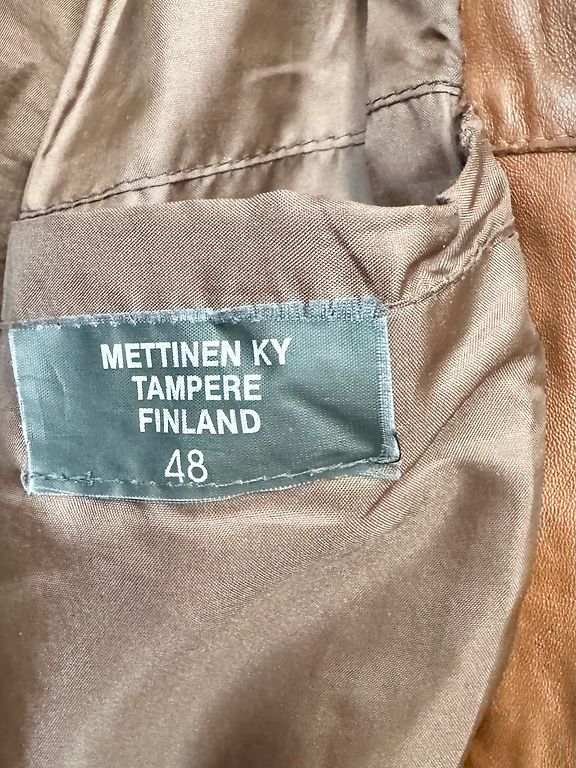 METTINEN KY
TAMPERE
FINLAND
48